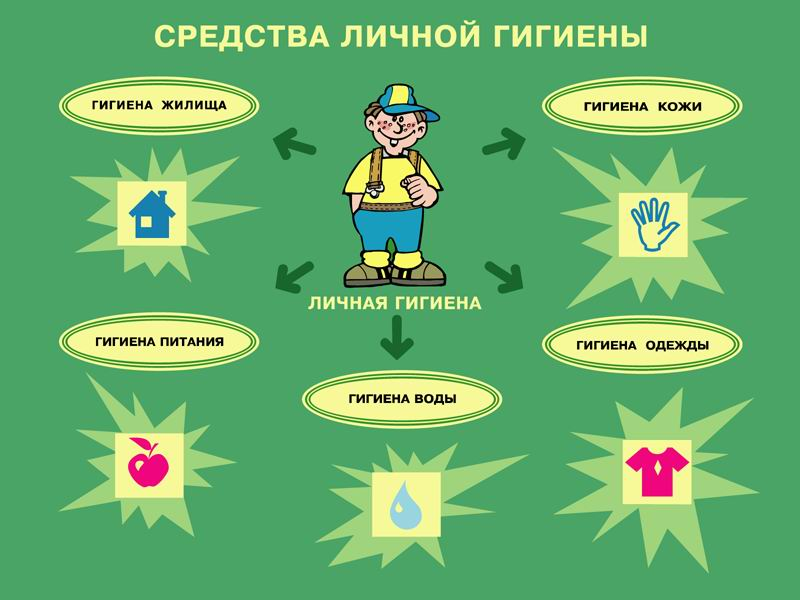 СРЕДСТВА ЛИЧНОЙ ГИГИЕНЫ
ГИГИЕНА ЖИЛИЩА
ГИГИЕНА КОЖИ
ЛИЧНАЯ ГИГИЕНА
ГИГИЕНА ПИТАНИЯ
ГИГИЕНА ОДЕЖДЫ
ГИГИЕНА ВОДЫ